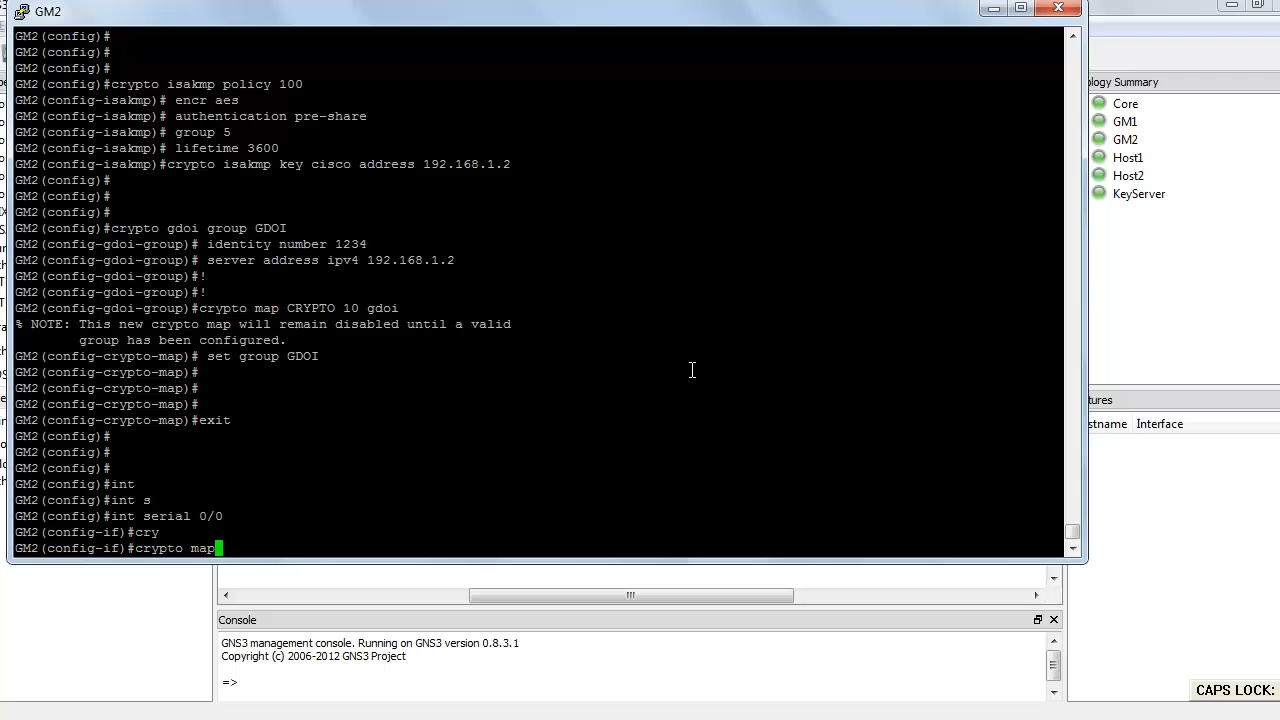 GM2
GM2(config)#
GM2(config)#
GM2(config)#
GM2(config)#crypto isakmp policy 100
GM2(config-isakmp)# encr aes
GM2(config-isakmp)# authentication pre-share
GM2(config-isakmp)# group 5
GM2(config-isakmp)# lifetime 3600
GM2(config-isakmp)#crypto isakmp key cisco address 192.168.1.2
GM2(config)#
GM2(config)#
GM2(config)#
GM2(config)#crypto gdoi group GDOI
GM2(config-gdoi-group)# identity number 1234
GM2(config-gdoi-group)# server address ipv4 192.168.1.2
GM2(config-gdoi-group)#!
GM2(config-gdoi-group)#!
GM2(config-gdoi-group)#crypto map CRYPTO 10 gdoi
% NOTE: This new crypto map will remain disabled until a valid
group has been configured.
GM2(config-crypto-map)# set group GDOI
GM2(config-crypto-map)#
GM2(config-crypto-map)#
GM2(config-crypto-map)#
GM2(config-crypto-map)#exit
GM2(config)#
GM2(config)#
GM2(config)#
GM2(config)#int
GM2(config)#int s
GM2(config)#int serial 0/0
GM2(config-if)#cry
GM2(config-if)#crypto map
ology Summary
Core
GM1
GM2
Host1
Host2
KeyServer
tures
stname Interface
Console
GNS3 management console. Running on GNS3 version 0.8.3.1
Copyright (c) 2006-2012 GNS3 Project
=>
CAPS LOCK: